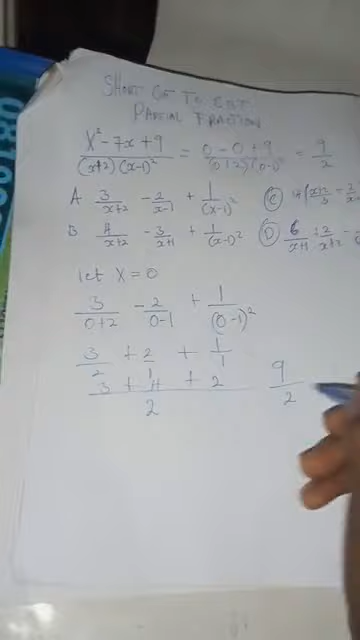 SHORT CUT TO CBT
PARTIAL FRACTION
X² - 7x + 9 / (x+2) (x-1)² = 0 - 0 + 9 / (0+2) (0-1)² = 9/2
A 3/x+2 - 2/x-1 + 1/(x-1)²
B 4/x+2 - 3/x+1 + 1/(x-1)²
let X = 0
3/0+2 - 2/0-1 + 1/(0-1)²
3/2 + 2/1 + 1/1
3 + 4 + 2 / 2 9/2